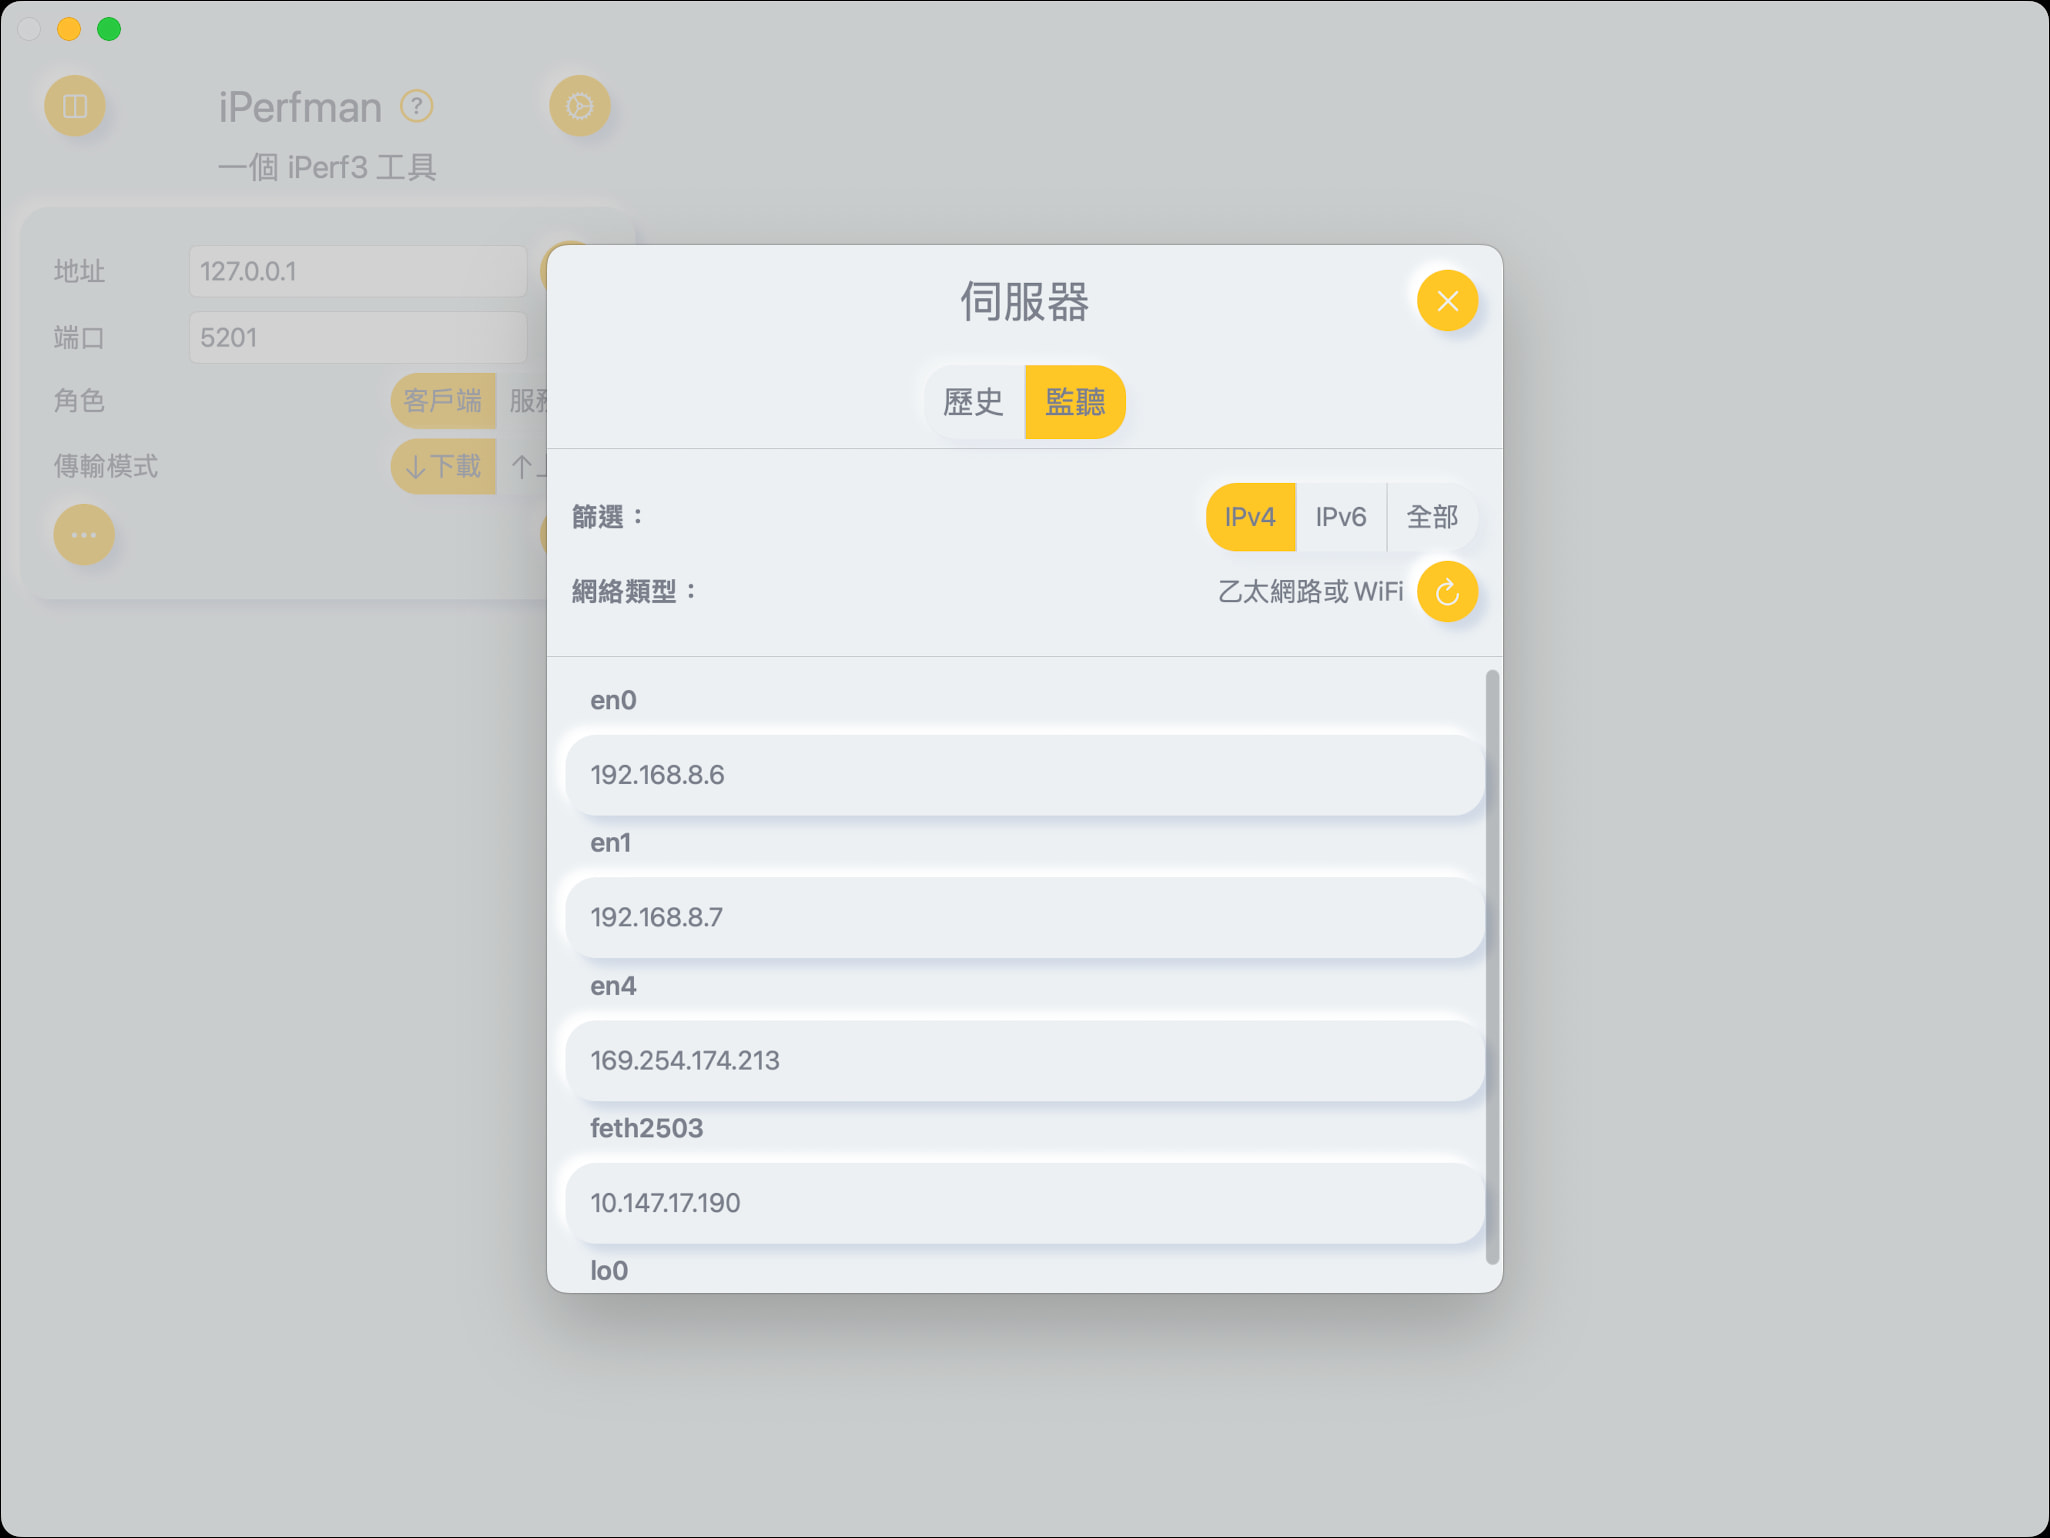 iPerfman ?
一個 iPerf3 工具
地址 127.0.0.1
端口 5201
角色 客戶端
傳輸模式 ↓下載 ↑
伺服器
歷史 監聽
篩選： IPv4 IPv6 全部
網絡類型： 乙太網路或 WiFi
en0
192.168.8.6
en1
192.168.8.7
en4
169.254.174.213
feth2503
10.147.17.190
lo0